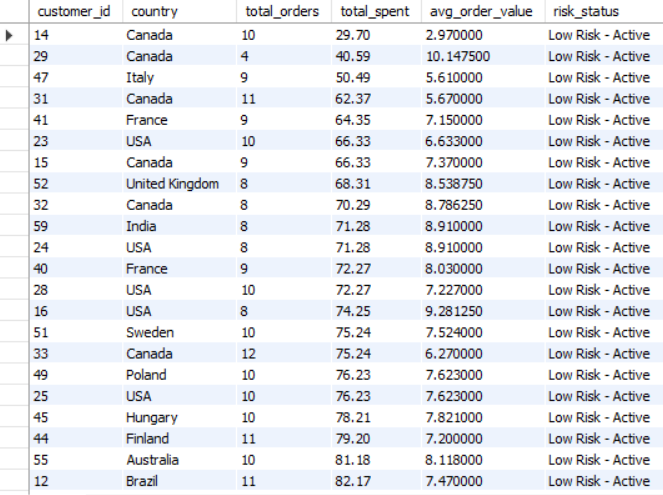 customer_id country total_orders total_spent avg_order_value risk_status
14 Canada 10 29.70 2.970000 Low Risk - Active
29 Canada 4 40.59 10.147500 Low Risk - Active
47 Italy 9 50.49 5.610000 Low Risk - Active
31 Canada 11 62.37 5.670000 Low Risk - Active
41 France 9 64.35 7.150000 Low Risk - Active
23 USA 10 66.33 6.633000 Low Risk - Active
15 Canada 9 66.33 7.370000 Low Risk - Active
52 United Kingdom 8 68.31 8.538750 Low Risk - Active
32 Canada 8 70.29 8.786250 Low Risk - Active
59 India 8 71.28 8.910000 Low Risk - Active
24 USA 8 71.28 8.910000 Low Risk - Active
40 France 9 72.27 8.030000 Low Risk - Active
28 USA 10 72.27 7.227000 Low Risk - Active
16 USA 8 74.25 9.281250 Low Risk - Active
51 Sweden 10 75.24 7.524000 Low Risk - Active
33 Canada 12 75.24 6.270000 Low Risk - Active
49 Poland 10 76.23 7.623000 Low Risk - Active
25 USA 10 76.23 7.623000 Low Risk - Active
45 Hungary 10 78.21 7.821000 Low Risk - Active
44 Finland 11 79.20 7.200000 Low Risk - Active
55 Australia 10 81.18 8.118000 Low Risk - Active
12 Brazil 11 82.17 7.470000 Low Risk - Active